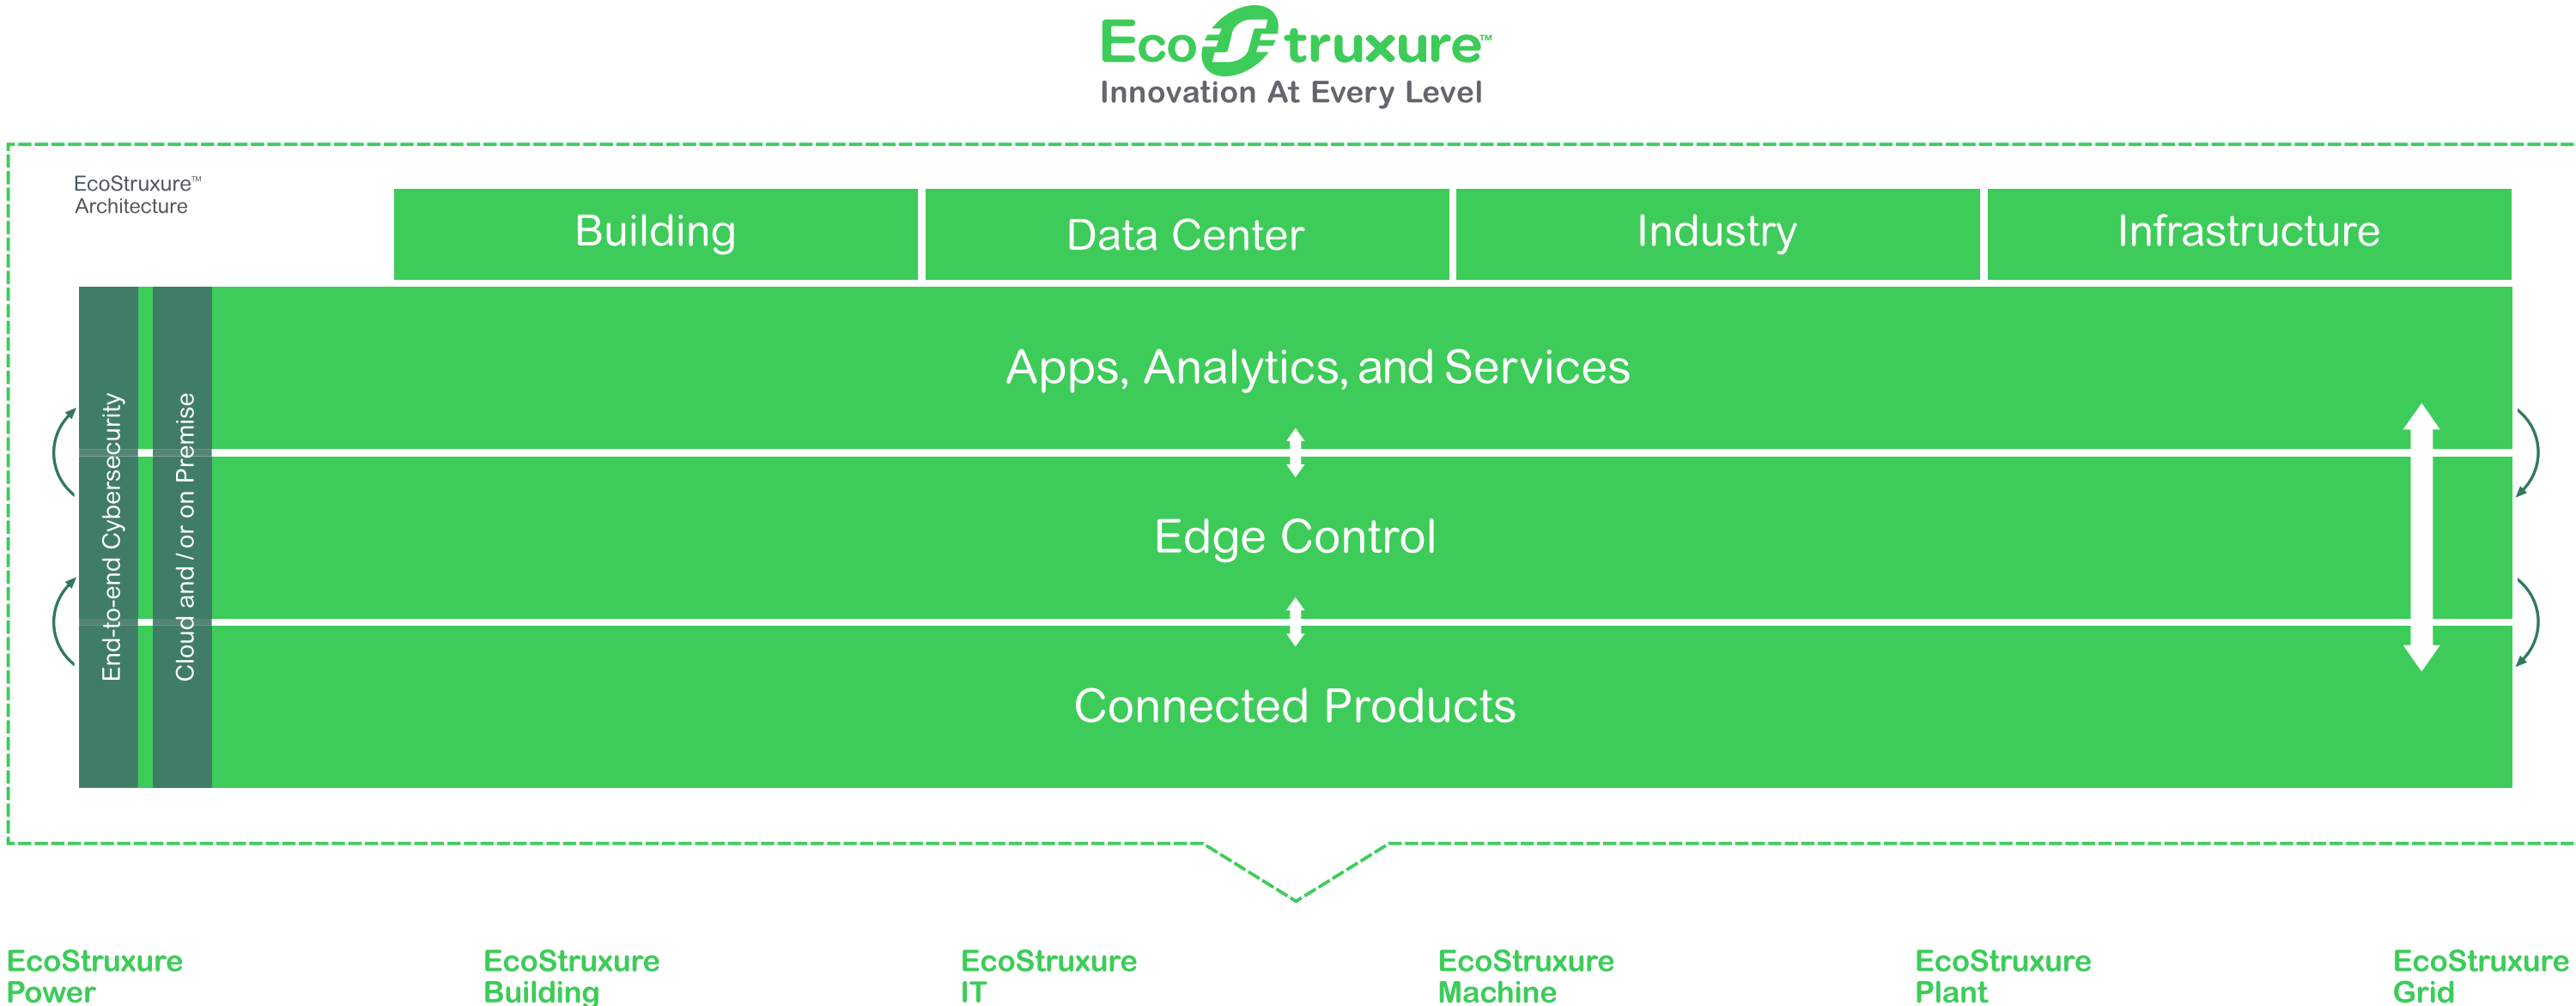 EcoStruxure™
Innovation At Every Level
EcoStruxure™
Architecture
Building
Data Center
Industry
Infrastructure
End-to-end Cybersecurity
Cloud and / or on Premise
Apps, Analytics, and Services
Edge Control
Connected Products
EcoStruxure
Power
EcoStruxure
Building
EcoStruxure
IT
EcoStruxure
Machine
EcoStruxure
Plant
EcoStruxure
Grid